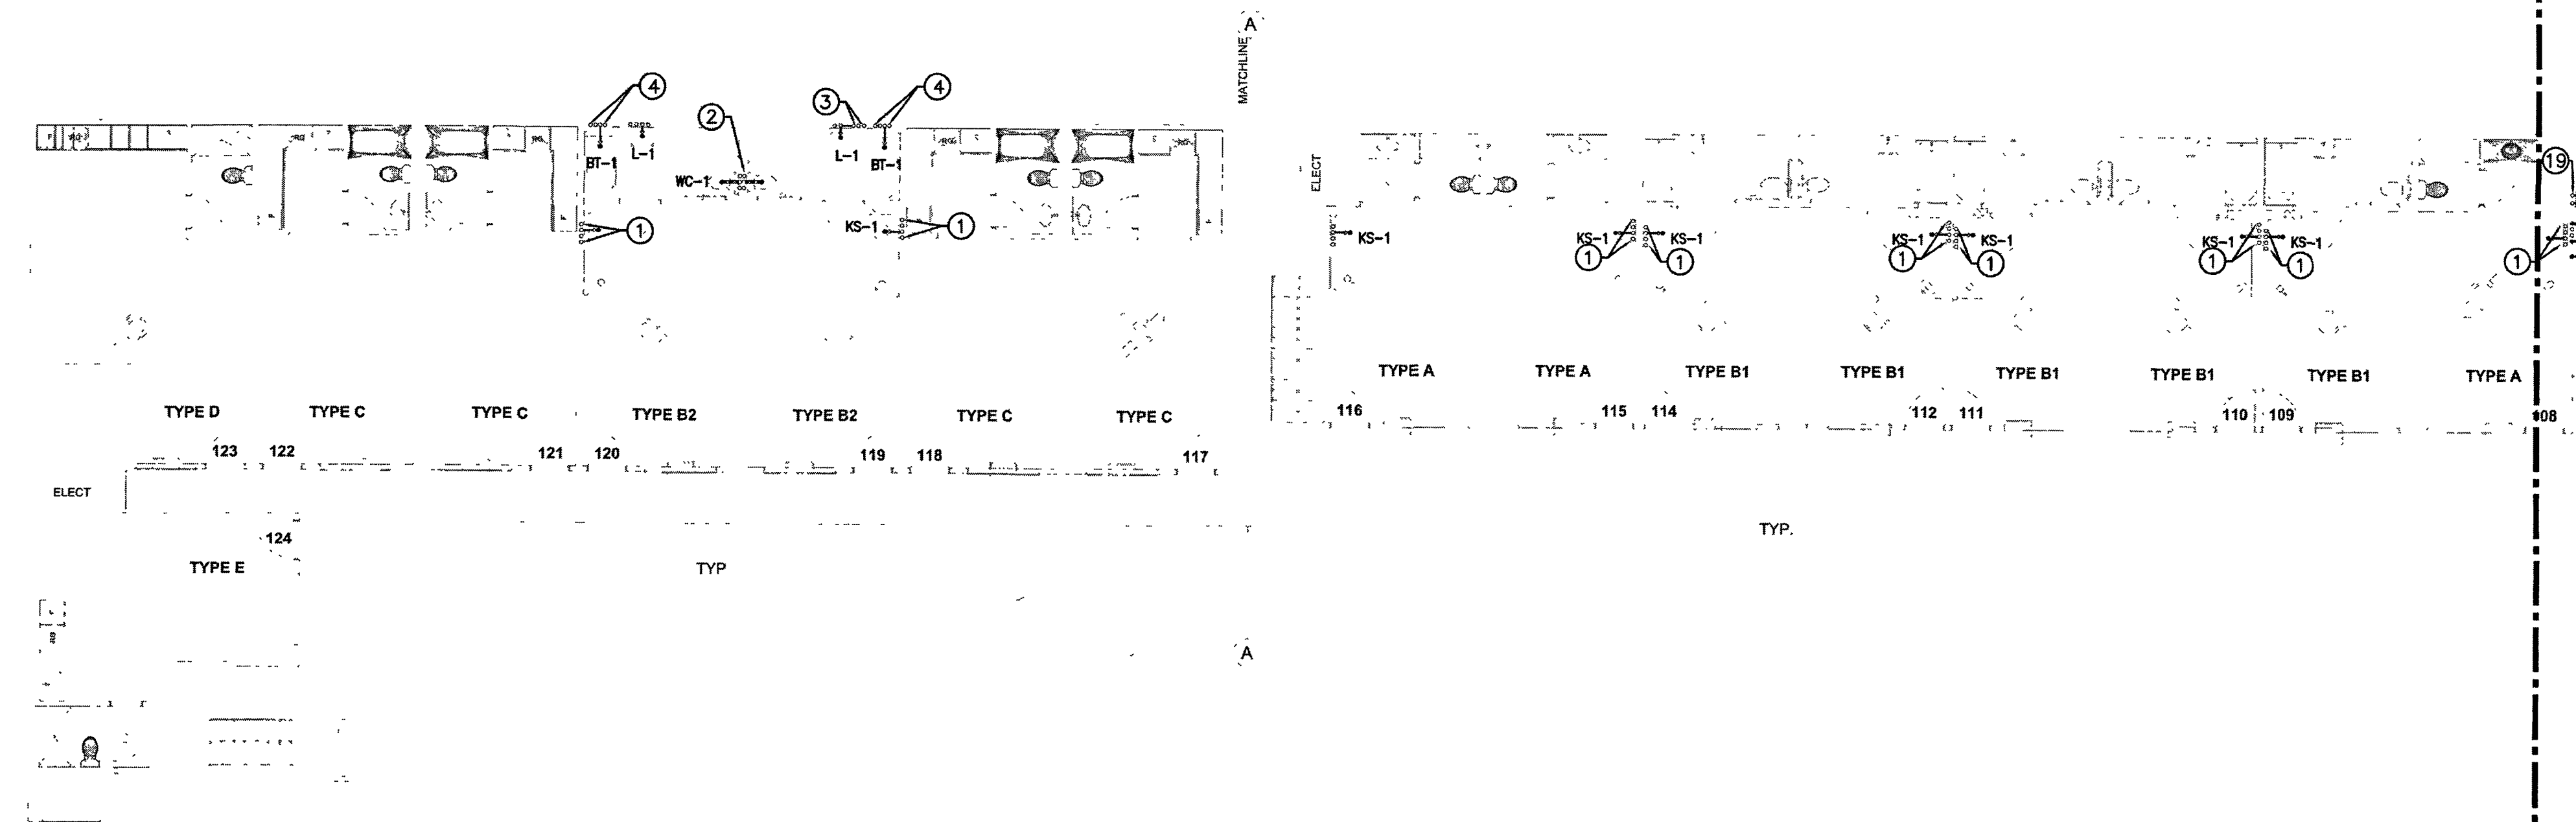 A
MATCHLINE
4
4
3
2
19
BT-1
L-1
L-1
BT-1
WC-1
ELECT
KS-1
1
1
KS-1
KS-1
KS-1
KS-1
KS-1
KS-1
KS-1
1
1
1
1
1
1
1
TYPE A
TYPE A
TYPE B1
TYPE B1
TYPE B1
TYPE B1
TYPE B1
TYPE A
TYPE D
TYPE C
TYPE C
TYPE B2
TYPE B2
TYPE C
TYPE C
116
115
114
112
111
110
109
108
123
122
121
120
119
118
117
ELECT
124
TYP.
TYPE E
TYP
A